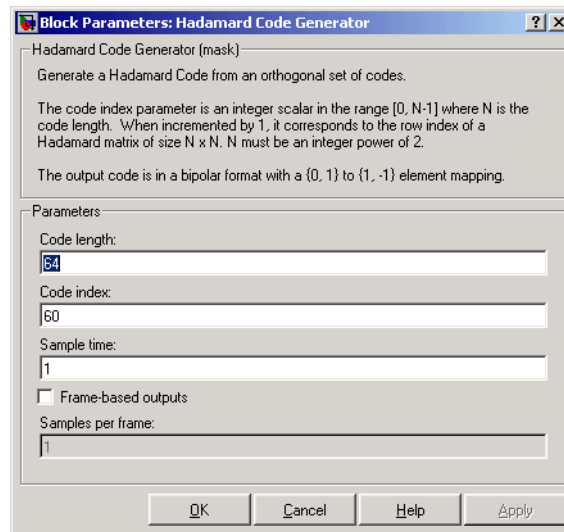 Block Parameters: Hadamard Code Generator
Hadamard Code Generator (mask)
Generate a Hadamard Code from an orthogonal set of codes.
The code index parameter is an integer scalar in the range [0, N-1] where N is the
code length. When incremented by 1, it corresponds to the row index of a
Hadamard matrix of size N x N. N must be an integer power of 2.
The output code is in a bipolar format with a {0, 1} to {1, -1} element mapping.
Parameters
Code length:
64
Code index:
60
Sample time:
1
Frame-based outputs
Samples per frame:
1
OK Cancel Help Apply